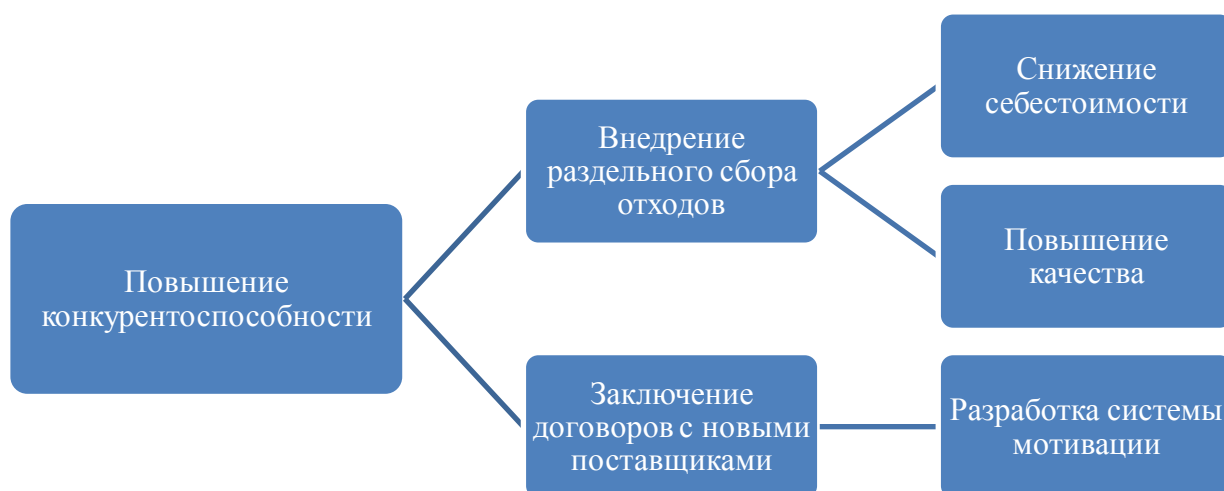 Повышение
конкурентоспособности
Внедрение
раздельного сбора
отходов
Заключение
договоров с новыми
поставщиками
Снижение
себестоимости
Повышение
качества
Разработка системы
мотивации